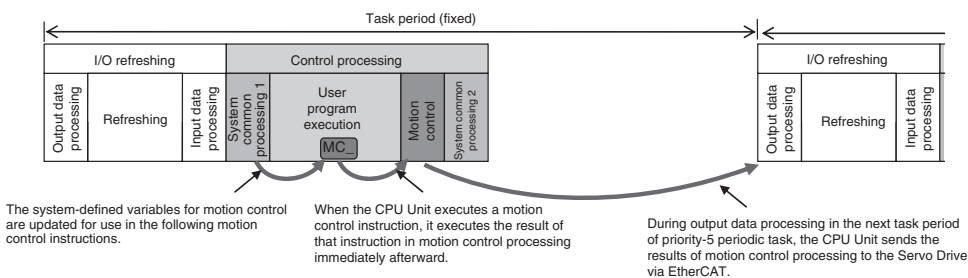 Task period (fixed)
I/O refreshing
Control processing
I/O refreshing
Output data
processing
Refreshing
Input data
processing
System
common
processing 1
User
program
execution
MC_
Motion
control
System common
processing 2
Output data
processing
Refreshing
Input data
processing
The system-defined variables for motion control
are updated for use in the following motion
control instructions.
When the CPU Unit executes a motion
control instruction, it executes the result of
that instruction in motion control processing
immediately afterward.
During output data processing in the next task period
of priority-5 periodic task, the CPU Unit sends the
results of motion control processing to the Servo Drive
via EtherCAT.